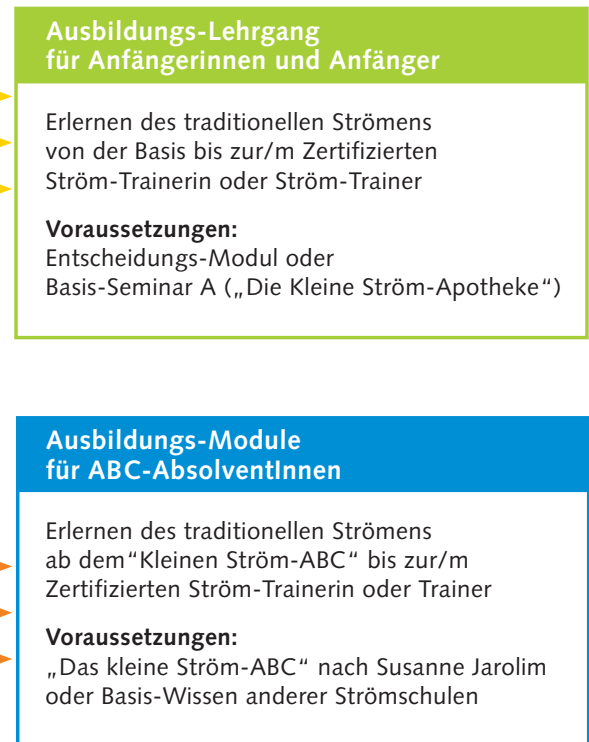 Ausbildungs-Lehrgang
für Anfängerinnen und Anfänger
Erlernen des traditionellen Strömens
von der Basis bis zur/m Zertifizierten
Ström-Trainerin oder Ström-Trainer
Voraussetzungen:
Entscheidungs-Modul oder
Basis-Seminar A („Die Kleine Ström-Apotheke“)
Ausbildungs-Module
für ABC-AbsolventInnen
Erlernen des traditionellen Strömens
ab dem“Kleinen Ström-ABC“ bis zur/m
Zertifizierten Ström-Trainerin oder Trainer
Voraussetzungen:
„Das kleine Ström-ABC“ nach Susanne Jarolim
oder Basis-Wissen anderer Strömschulen